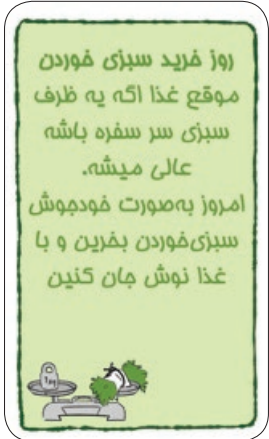 روز خرید سبزی خوردن
موقع غذا اگه یه ظرف
سبزی سر سفره باشه
عالی میشه.
امروز به‌صورت خودجوش
سبزی‌خوردن بخرین و با
غذا نوش جان کنین